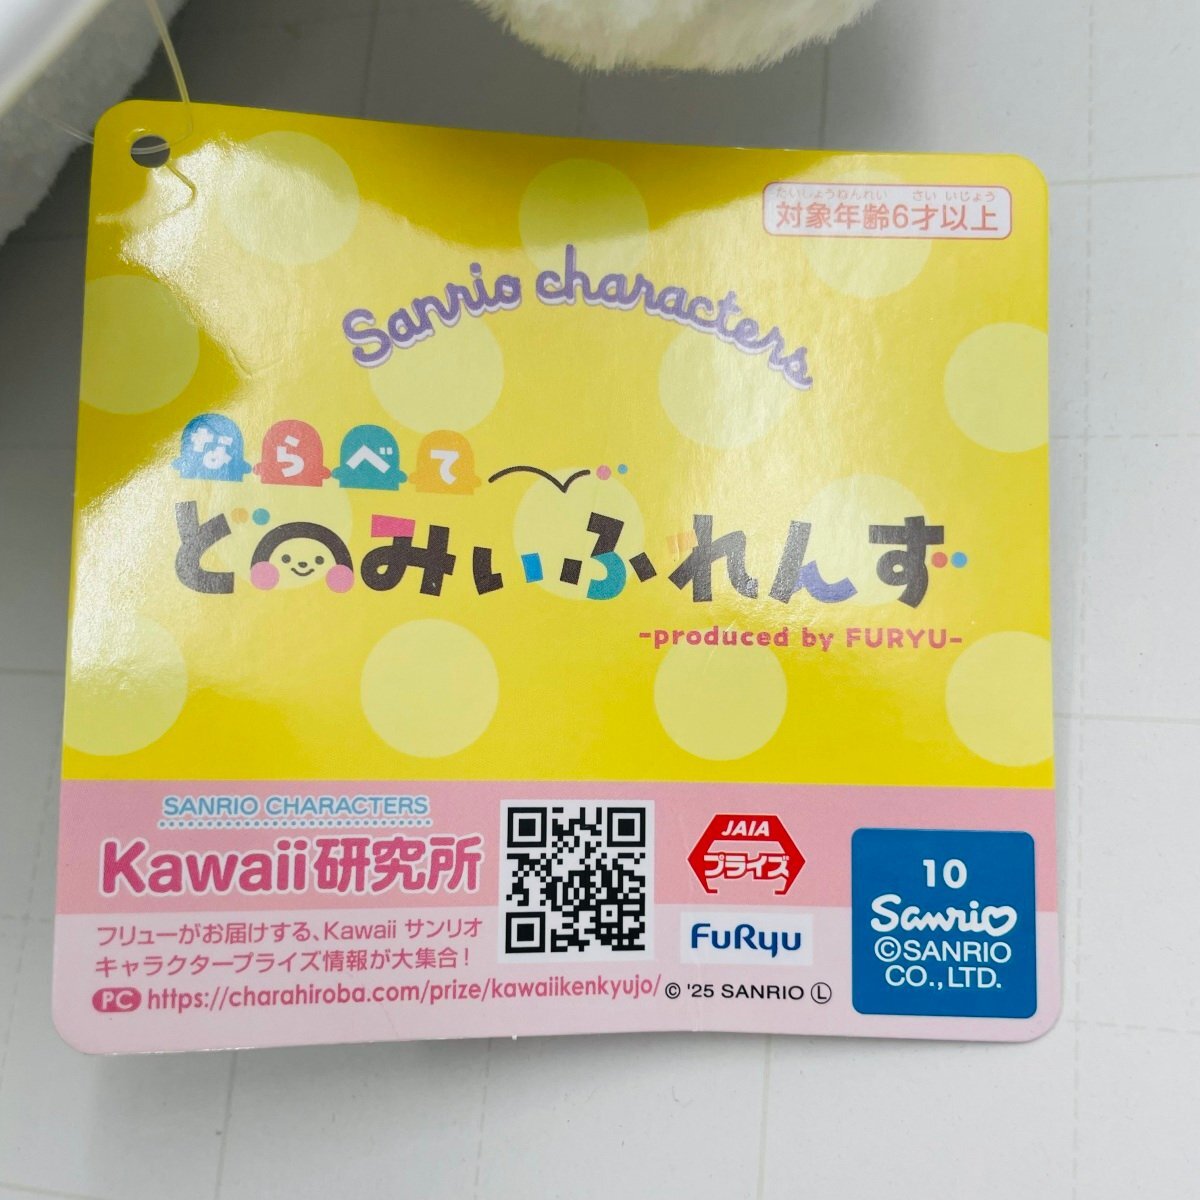 たいしょうねんれい さい いじょう
対象年齢6才以上
Sanrio characters
ならべて
どーみぃふれんず
-produced by FURYU-
SANRIO CHARACTERS
Kawaii研究所
フリューがお届けする、Kawaii サンリオ
キャラクタープライズ情報が大集合!
PC https://charahiroba.com/prize/kawaiikenkyujo/
JAIA
プライズ
FuRyu
© '25 SANRIO Ⓛ
10
Sanrio
©SANRIO
CO.,LTD.